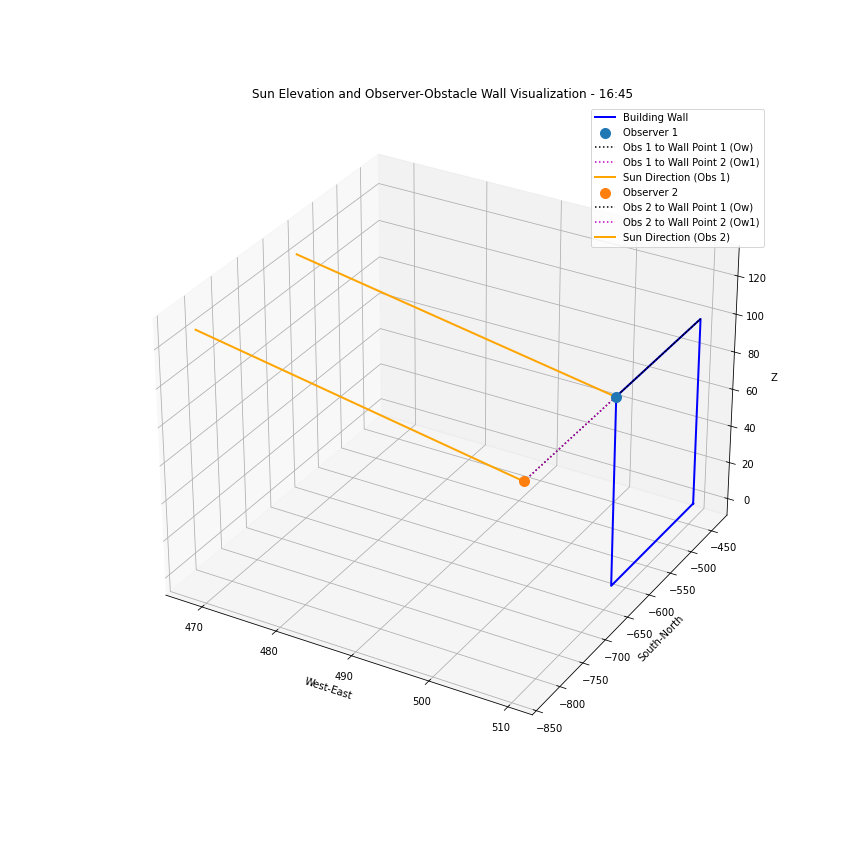 Sun Elevation and Observer-Obstacle Wall Visualization - 16:45
Building Wall
Observer 1
Obs 1 to Wall Point 1 (Ow)
Obs 1 to Wall Point 2 (Ow1)
Sun Direction (Obs 1)
Observer 2
Obs 2 to Wall Point 1 (Ow)
Obs 2 to Wall Point 2 (Ow1)
Sun Direction (Obs 2)
120
100
80
60
40
20
0
Z
−450
−500
−550
−600
−650
−700
−750
−800
−850
South-North
470
480
490
500
510
West-East